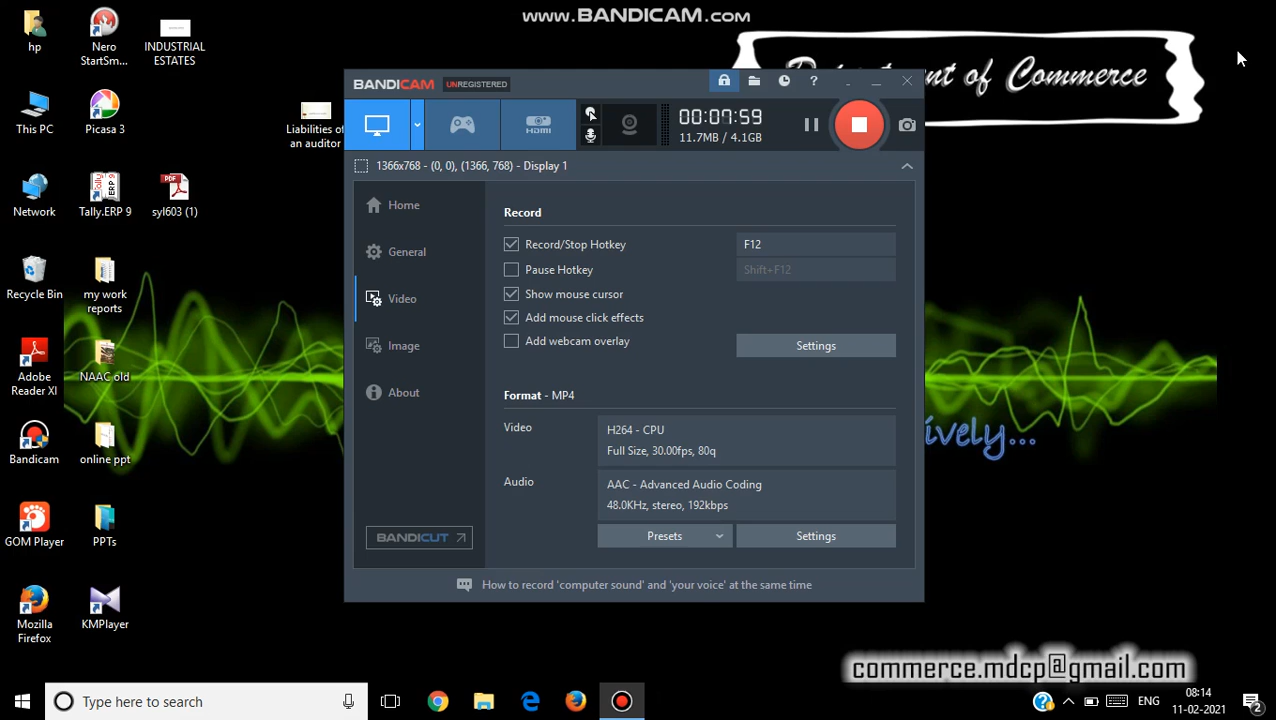 www.BANDICAM.com
hp
Nero
StartSm...
INDUSTRIAL
ESTATES
of Commerce
This PC
Picasa 3
Liabilities of
an auditor
Network
Tally.ERP 9
syl603 (1)
Recycle Bin
my work
reports
Adobe
Reader XI
NAAC old
Bandicam
online ppt
GOM Player
PPTs
Mozilla
Firefox
KMPlayer
BANDICAM UNREGISTERED
HDMI
00:07:59
11.7MB / 4.1GB
1366x768 - (0, 0), (1366, 768) - Display 1
Home
General
Video
Image
About
BANDICUT
Record
Record/Stop Hotkey F12
Pause Hotkey Shift+F12
Show mouse cursor
Add mouse click effects
Add webcam overlay Settings
Format - MP4
Video H264 - CPU
Full Size, 30.00fps, 80q
Audio AAC - Advanced Audio Coding
48.0KHz, stereo, 192kbps
Presets Settings
How to record 'computer sound' and 'your voice' at the same time
ively...
commerce.mdcp@gmail.com
Type here to search
ENG
08:14
11-02-2021
2